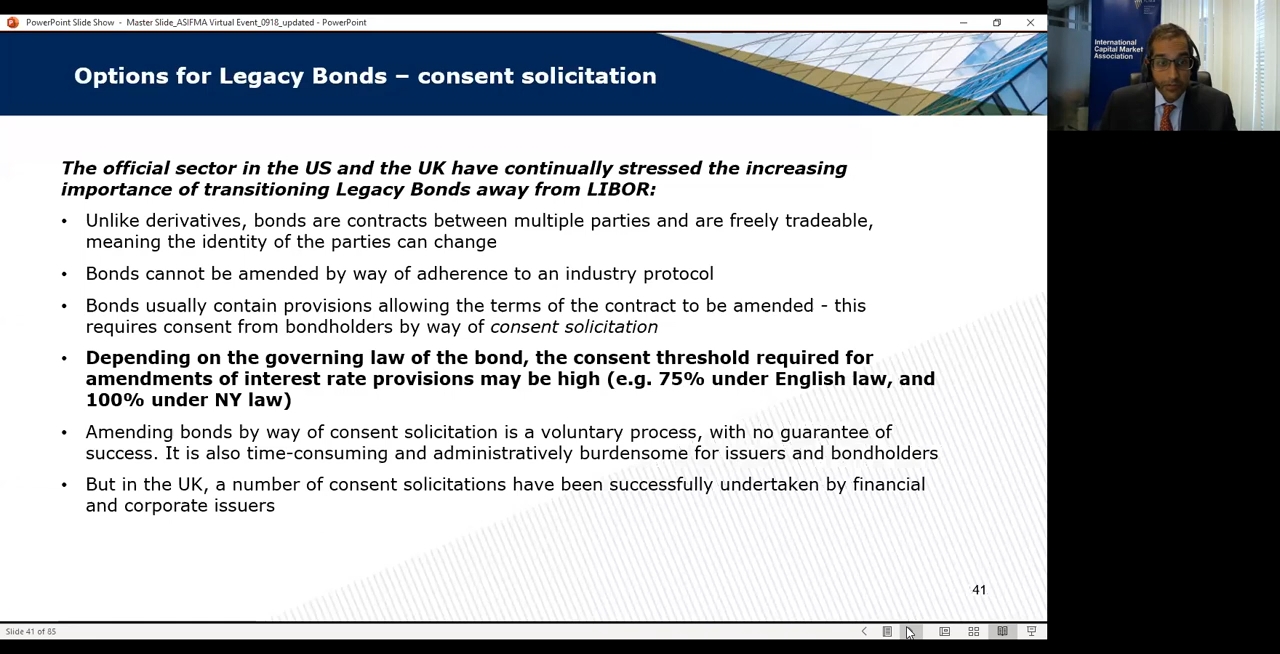 PowerPoint Slide Show - Master Slide_ASIFMA Virtual Event_0918_updated - PowerPoint
Options for Legacy Bonds – consent solicitation
The official sector in the US and the UK have continually stressed the increasing
importance of transitioning Legacy Bonds away from LIBOR:
• Unlike derivatives, bonds are contracts between multiple parties and are freely tradeable,
meaning the identity of the parties can change
• Bonds cannot be amended by way of adherence to an industry protocol
• Bonds usually contain provisions allowing the terms of the contract to be amended - this
requires consent from bondholders by way of consent solicitation
• Depending on the governing law of the bond, the consent threshold required for
amendments of interest rate provisions may be high (e.g. 75% under English law, and
100% under NY law)
• Amending bonds by way of consent solicitation is a voluntary process, with no guarantee of
success. It is also time-consuming and administratively burdensome for issuers and bondholders
• But in the UK, a number of consent solicitations have been successfully undertaken by financial
and corporate issuers
41
Slide 41 of 85
International
Capital Market
Association